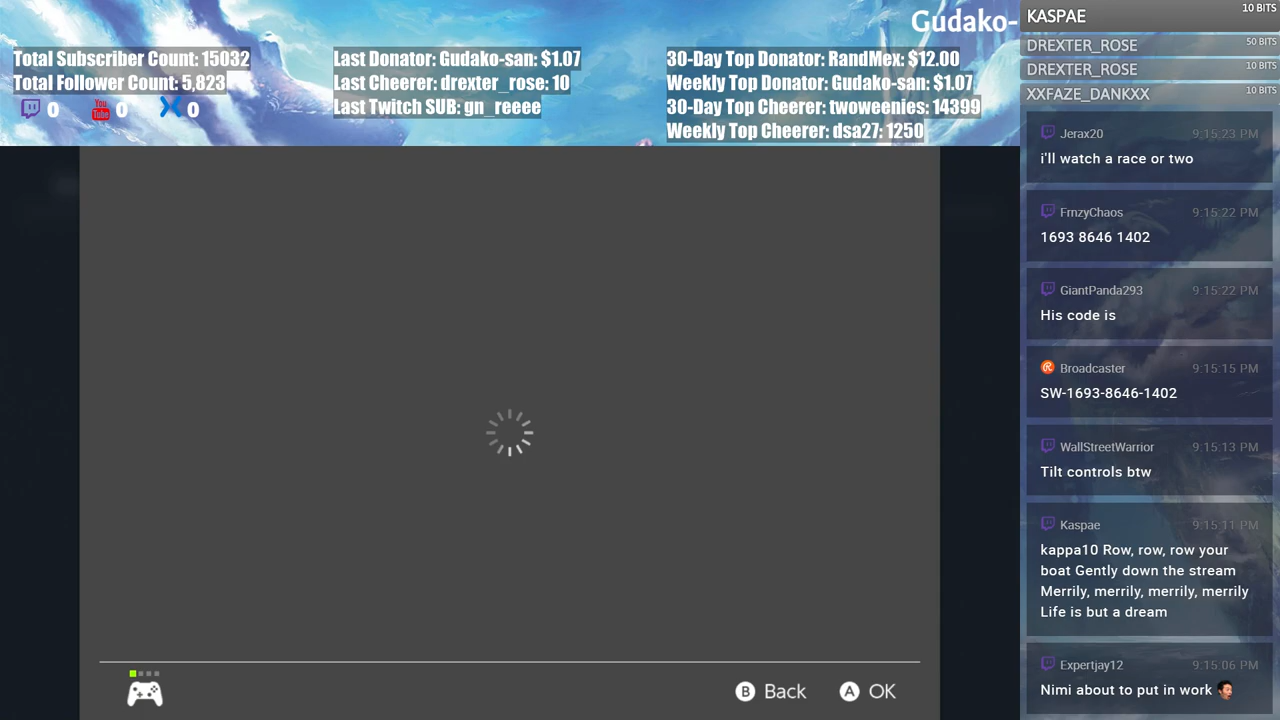 Gudako-
Total Subscriber Count: 15032
Total Follower Count: 5,823
0
You
Tube
0
0
Last Donator: Gudako-san: $1.07
Last Cheerer: drexter_rose: 10
Last Twitch SUB: gn_reeee
30-Day Top Donator: RandMex: $12.00
Weekly Top Donator: Gudako-san: $1.07
30-Day Top Cheerer: twoweenies: 14399
Weekly Top Cheerer: dsa27: 1250
KASPAE 10 BITS
DREXTER_ROSE 50 BITS
DREXTER_ROSE 10 BITS
XXFAZE_DANKXX 10 BITS
Jerax20 9:15:23 PM
i'll watch a race or two
FrnzyChaos 9:15:22 PM
1693 8646 1402
GiantPanda293 9:15:22 PM
His code is
Broadcaster 9:15:15 PM
SW-1693-8646-1402
WallStreetWarrior 9:15:13 PM
Tilt controls btw
Kaspae 9:15:11 PM
kappa10 Row, row, row your
boat Gently down the stream
Merrily, merrily, merrily, merrily
Life is but a dream
Expertjay12 9:15:06 PM
Nimi about to put in work
B Back A OK